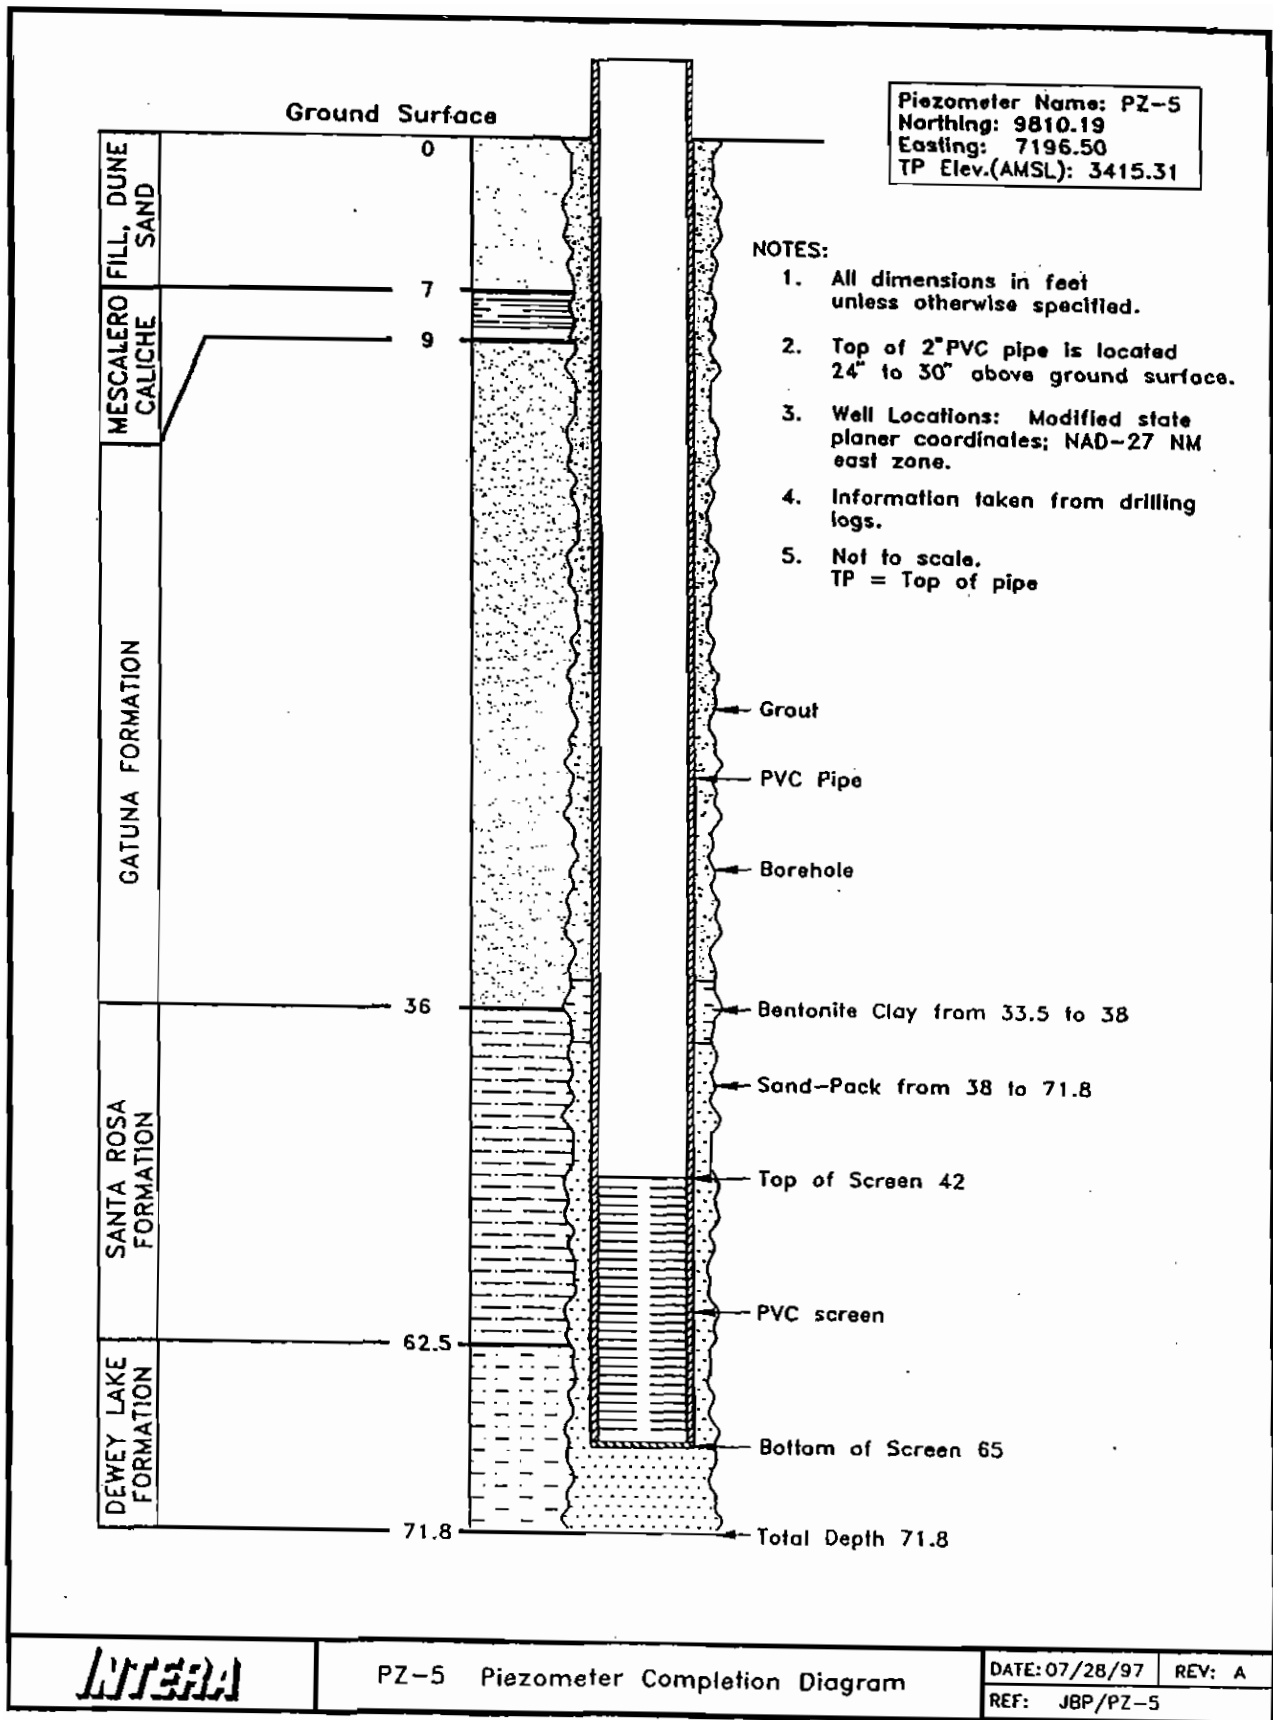 Ground Surface
Piezometer Name: PZ-5
Northing: 9810.19
Easting: 7196.50
TP Elev.(AMSL): 3415.31
FILL, DUNE
SAND
MESCALERO
CALICHE
GATUNA FORMATION
SANTA ROSA
FORMATION
DEWEY LAKE
FORMATION
0
7
9
36
62.5
71.8
NOTES:
1. All dimensions in feet
unless otherwise specified.
2. Top of 2" PVC pipe is located
24" to 30" above ground surface.
3. Well Locations: Modified state
planer coordinates; NAD-27 NM
east zone.
4. Information taken from drilling
logs.
5. Not to scale.
TP = Top of pipe
Grout
PVC Pipe
Borehole
Bentonite Clay from 33.5 to 38
Sand-Pack from 38 to 71.8
Top of Screen 42
PVC screen
Bottom of Screen 65
Total Depth 71.8
INTERA
PZ-5 Piezometer Completion Diagram
DATE: 07/28/97 REV: A
REF: JBP/PZ-5